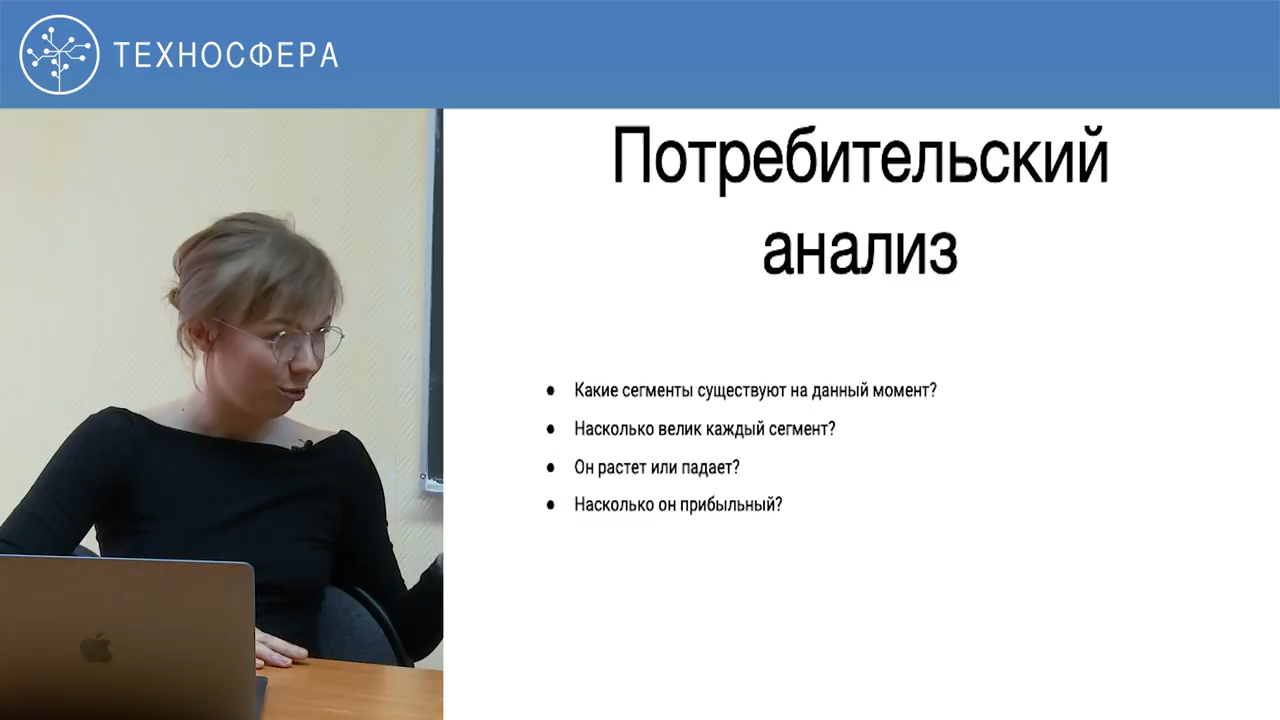 ТЕХНОСФЕРА
Потребительский
анализ
● Какие сегменты существуют на данный момент?
● Насколько велик каждый сегмент?
● Он растет или падает?
● Насколько он прибыльный?